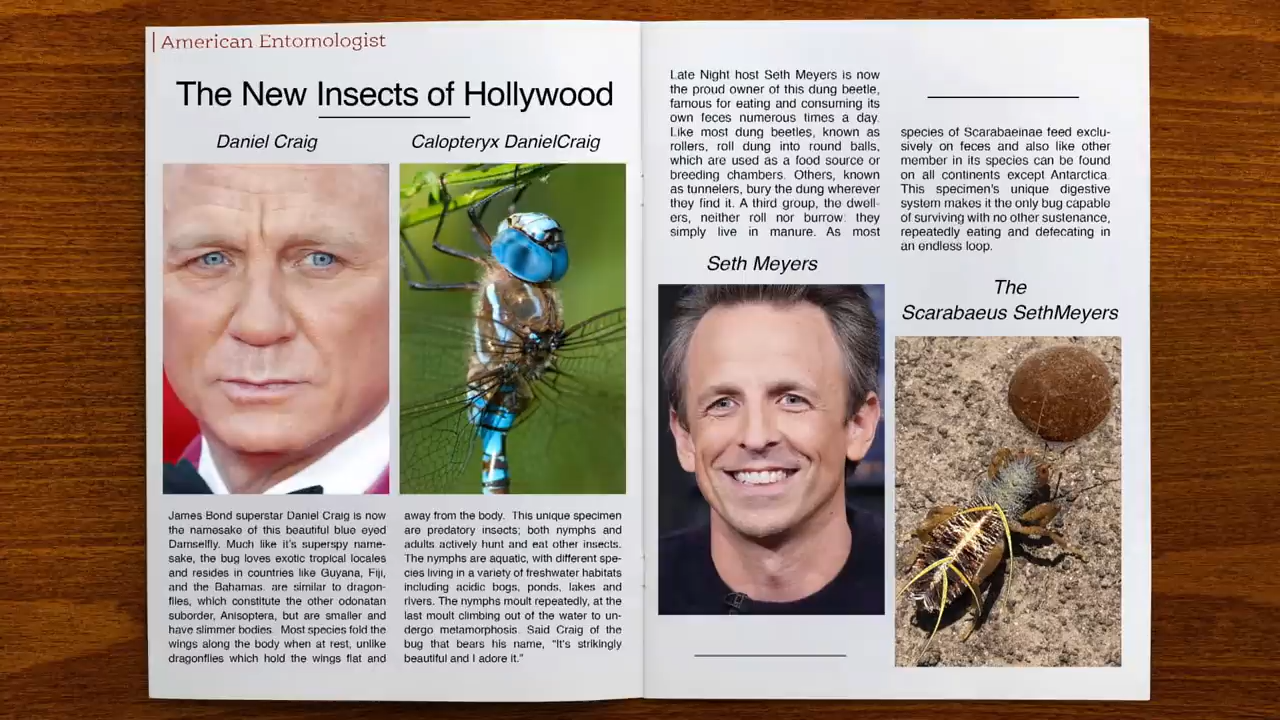 American Entomologist
The New Insects of Hollywood
Daniel Craig
Calopteryx DanielCraig
James Bond superstar Daniel Craig is now
the namesake of this beautiful blue eyed
Damselfly. Much like it's superspy name-
sake, the bug loves exotic tropical locales
and resides in countries like Guyana, Fiji,
and the Bahamas. are similar to dragon-
flies, which constitute the other odonatan
suborder, Anisoptera, but are smaller and
have slimmer bodies. Most species fold the
wings along the body when at rest, unlike
dragonflies which hold the wings flat and
away from the body. This unique specimen
are predatory insects; both nymphs and
adults actively hunt and eat other insects.
The nymphs are aquatic, with different spe-
cies living in a variety of freshwater habitats
including acidic bogs, ponds, lakes and
rivers. The nymphs moult repeatedly, at the
last moult climbing out of the water to un-
dergo metamorphosis. Said Craig of the
bug that bears his name, “It's strikingly
beautiful and I adore it.”
Late Night host Seth Meyers is now
the proud owner of this dung beetle,
famous for eating and consuming its
own feces numerous times a day.
Like most dung beetles, known as
rollers, roll dung into round balls,
which are used as a food source or
breeding chambers. Others, known
as tunnelers, bury the dung wherever
they find it. A third group, the dwell-
ers, neither roll nor burrow: they
simply live in manure. As most
species of Scarabaeinae feed exclu-
sively on feces and also like other
member in its species can be found
on all continents except Antarctica.
This specimen's unique digestive
system makes it the only bug capable
of surviving with no other sustenance,
repeatedly eating and defecating in
an endless loop.
Seth Meyers
The
Scarabaeus SethMeyers